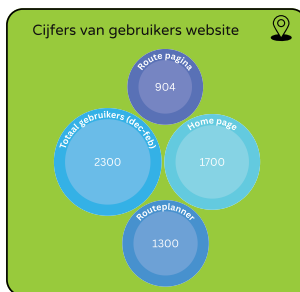 Cijfers van gebruikers website
Route pagina
904
Totaal gebruikers (dec-feb)
2300
Home page
1700
Routeplanner
1300